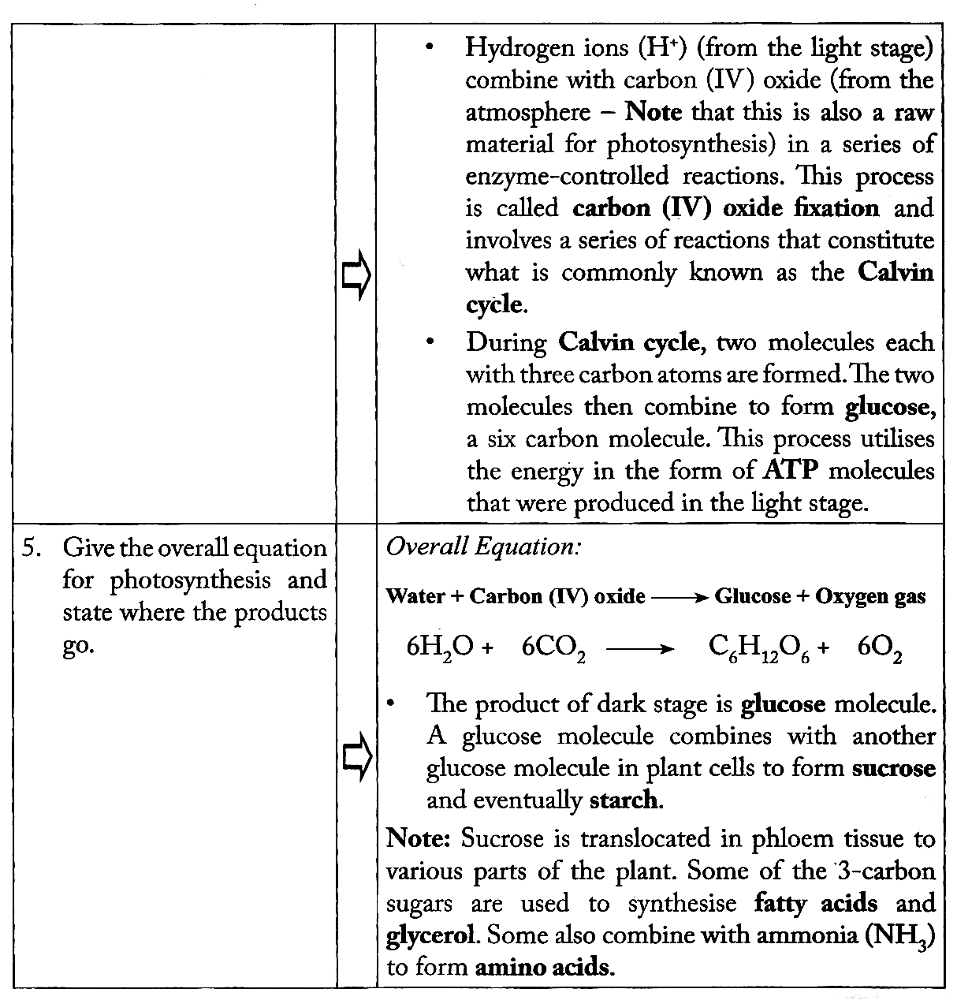 • Hydrogen ions (H⁺) (from the light stage)
combine with carbon (IV) oxide (from the
atmosphere – Note that this is also a raw
material for photosynthesis) in a series of
enzyme-controlled reactions. This process
is called carbon (IV) oxide fixation and
involves a series of reactions that constitute
what is commonly known as the Calvin
cycle.
• During Calvin cycle, two molecules each
with three carbon atoms are formed. The two
molecules then combine to form glucose,
a six carbon molecule. This process utilises
the energy in the form of ATP molecules
that were produced in the light stage.
5. Give the overall equation
for photosynthesis and
state where the products
go.
Overall Equation:
Water + Carbon (IV) oxide ⟶ Glucose + Oxygen gas
6H₂O + 6CO₂ ⟶ C₆H₁₂O₆ + 6O₂
• The product of dark stage is glucose molecule.
A glucose molecule combines with another
glucose molecule in plant cells to form sucrose
and eventually starch.
Note: Sucrose is translocated in phloem tissue to
various parts of the plant. Some of the 3-carbon
sugars are used to synthesise fatty acids and
glycerol. Some also combine with ammonia (NH₃)
to form amino acids.